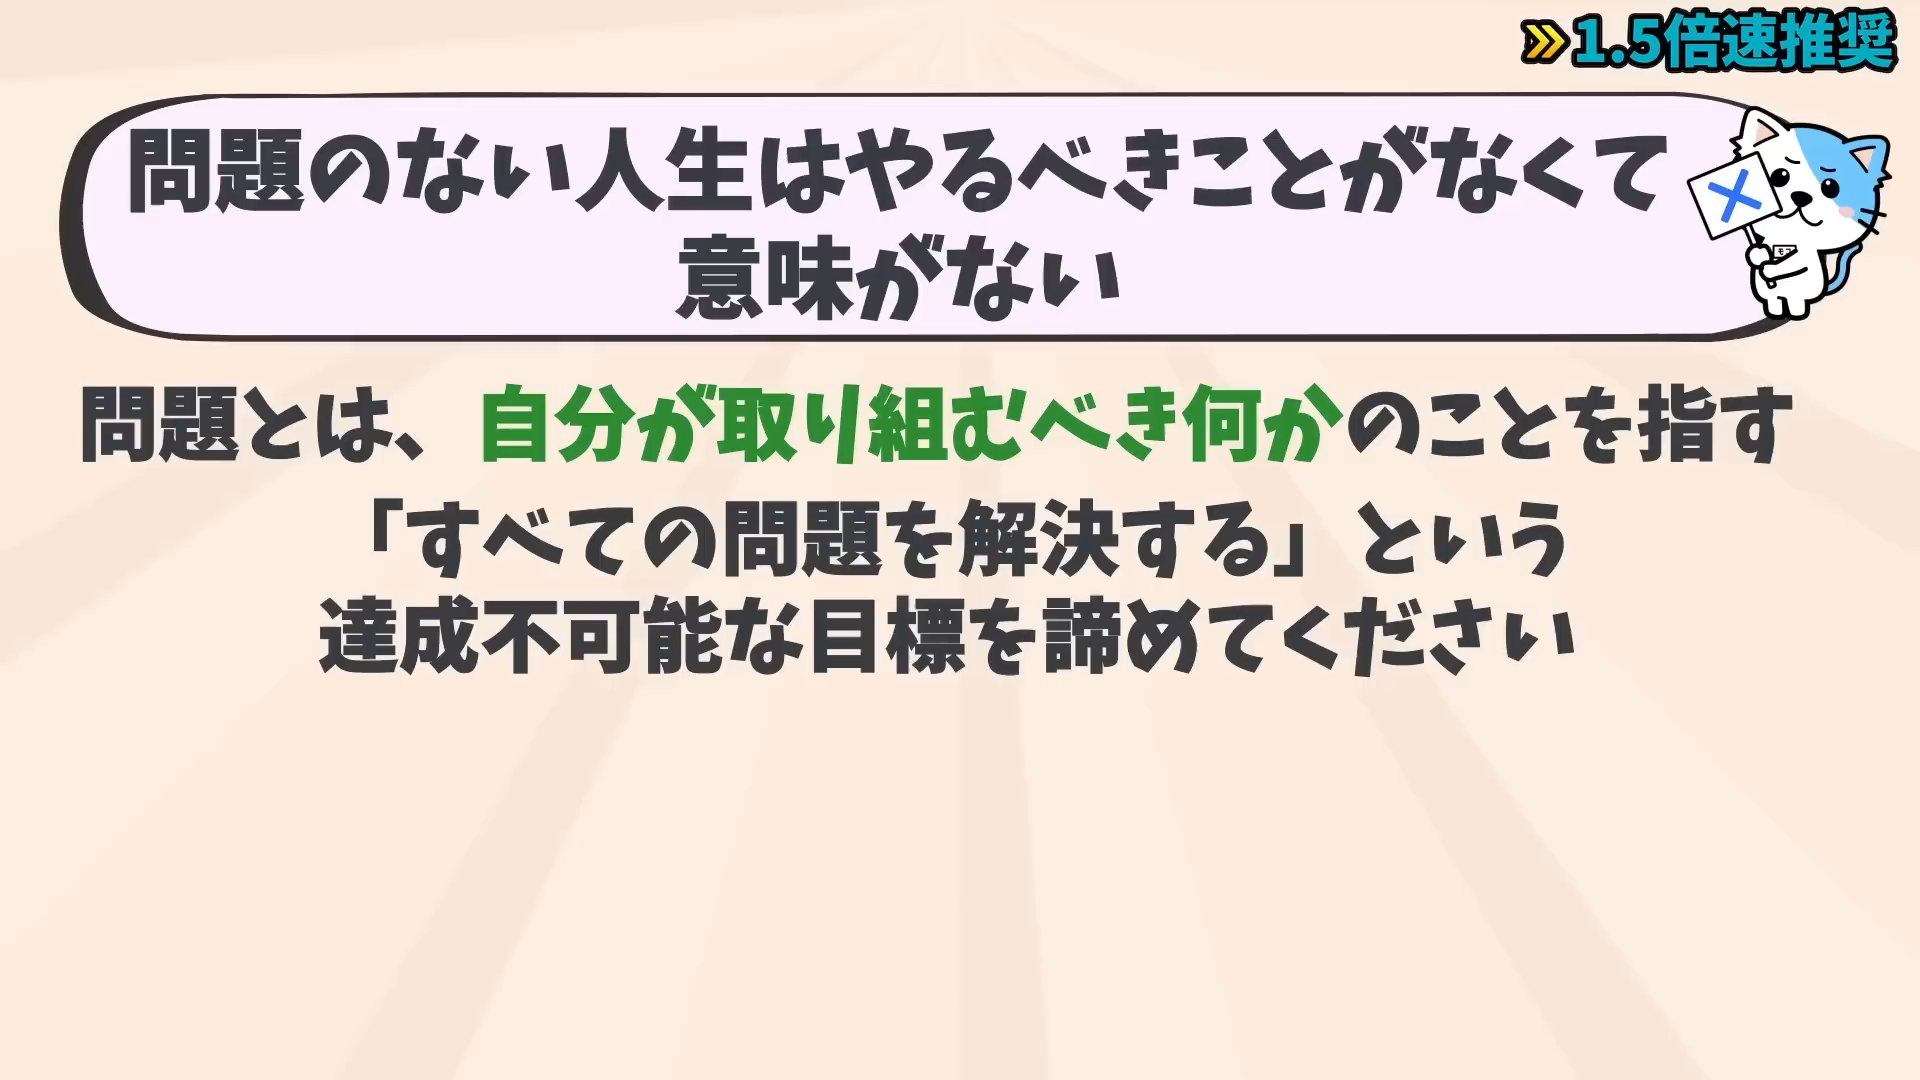 1.5倍速推奨
問題のない人生はやるべきことがなくて
意味がない
問題とは、自分が取り組むべき何かのことを指す
「すべての問題を解決する」という
達成不可能な目標を諦めてください